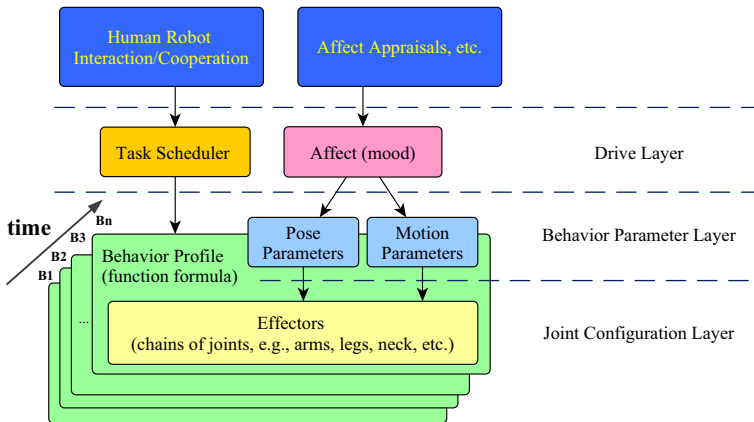 Human Robot
Interaction/Cooperation
Affect Appraisals, etc.
Task Scheduler
Affect (mood)
Drive Layer
time
Bn
B3
B2
B1
Behavior Profile
(function formula)
Pose
Parameters
Motion
Parameters
Behavior Parameter Layer
...
Effectors
(chains of joints, e.g., arms, legs, neck, etc.)
Joint Configuration Layer